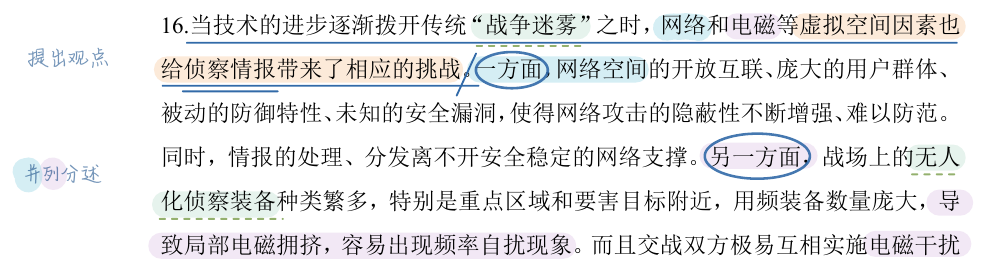 16.当技术的进步逐渐拨开传统“战争迷雾”之时，网络和电磁等虚拟空间因素也
提出观点
给侦察情报带来了相应的挑战。一方面，网络空间的开放互联、庞大的用户群体、
被动的防御特性、未知的安全漏洞，使得网络攻击的隐蔽性不断增强、难以防范。
同时，情报的处理、分发离不开安全稳定的网络支撑。另一方面，战场上的无人
并列分述
化侦察装备种类繁多，特别是重点区域和要害目标附近，用频装备数量庞大，导
致局部电磁拥挤，容易出现频率自扰现象。而且交战双方极易互相实施电磁干扰